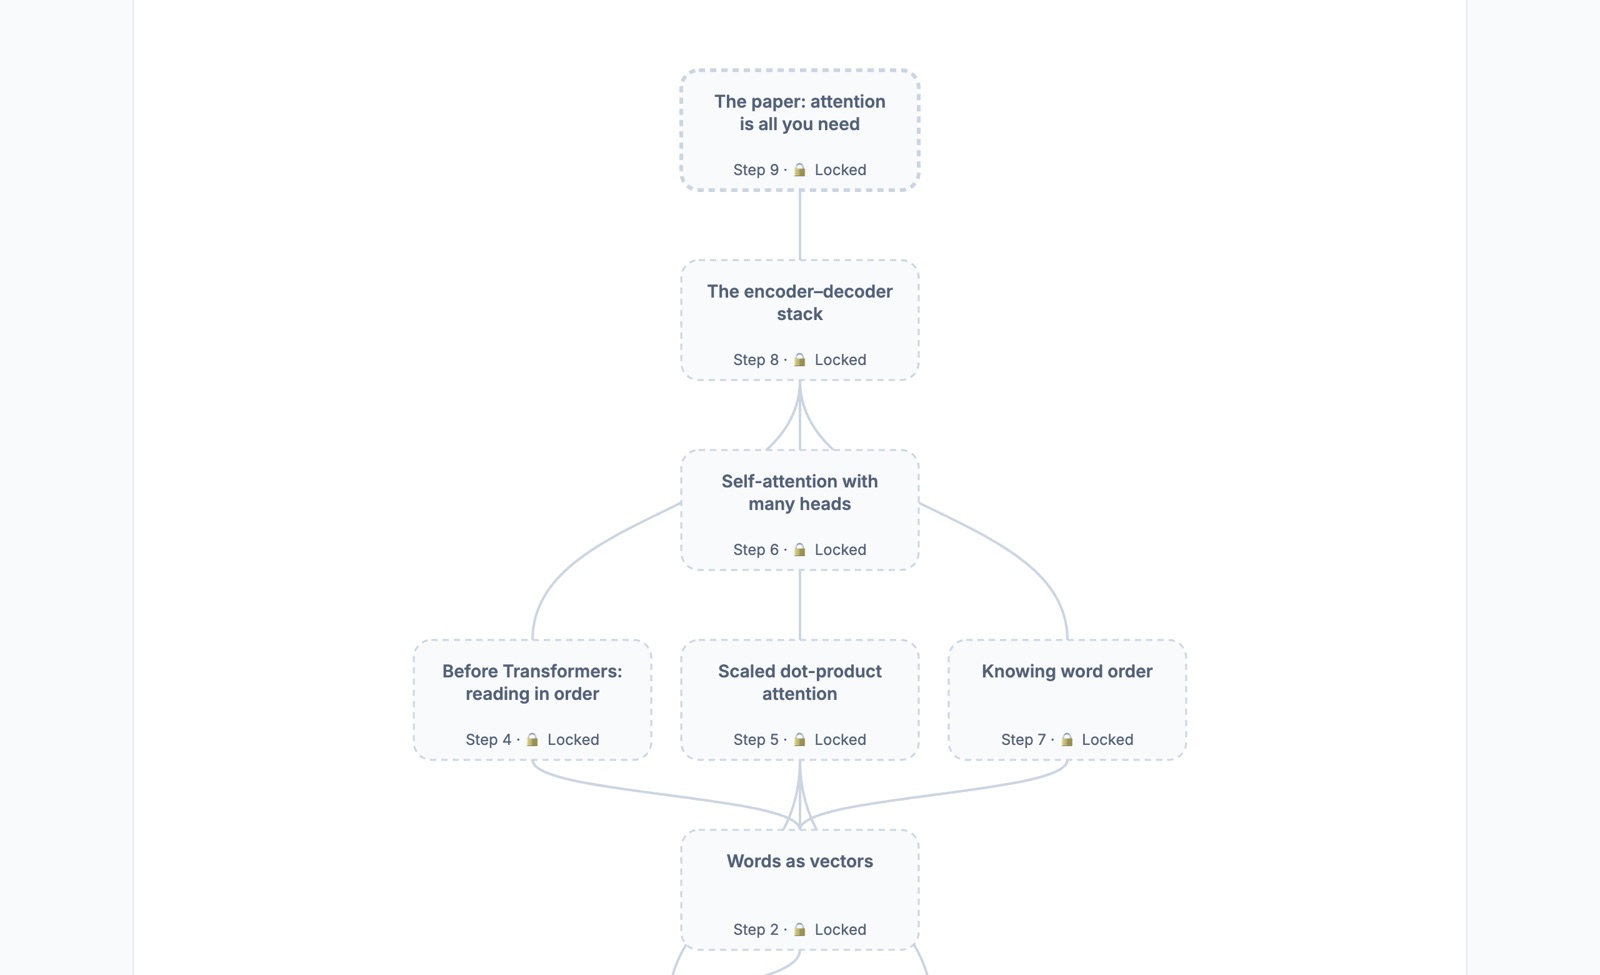 The paper: attention
is all you need
Step 9 · 🔒 Locked
The encoder–decoder
stack
Step 8 · 🔒 Locked
Self-attention with
many heads
Step 6 · 🔒 Locked
Before Transformers:
reading in order
Step 4 · 🔒 Locked
Scaled dot-product
attention
Step 5 · 🔒 Locked
Knowing word order
Step 7 · 🔒 Locked
Words as vectors
Step 2 · 🔒 Locked